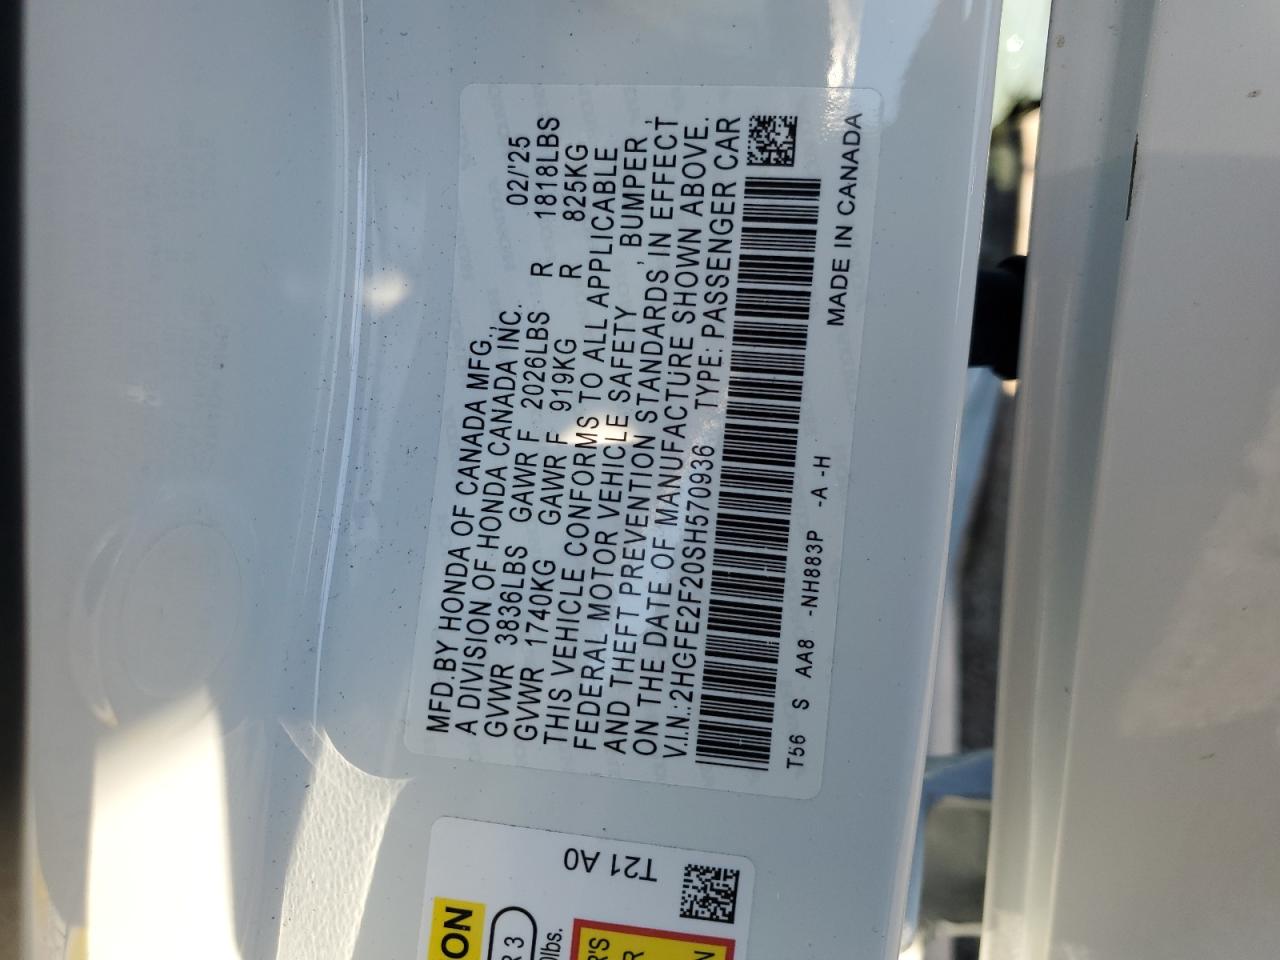 MFD.BY HONDA OF CANADA MFG.,
A DIVISION OF HONDA CANADA INC. 02/'25
GVWR 3836LBS GAWR F 2026LBS R 1818LBS
GVWR 1740KG GAWR F 919KG R 825KG
THIS VEHICLE CONFORMS TO ALL APPLICABLE
FEDERAL MOTOR VEHICLE SAFETY , BUMPER ,
AND THEFT PREVENTION STANDARDS IN EFFECT
ON THE DATE OF MANUFACTURE SHOWN ABOVE.
V.I.N.:2HGFE2F20SH570936 TYPE: PASSENGER CAR
T56 S AA8 -NH883P -A -H MADE IN CANADA
T21 A0